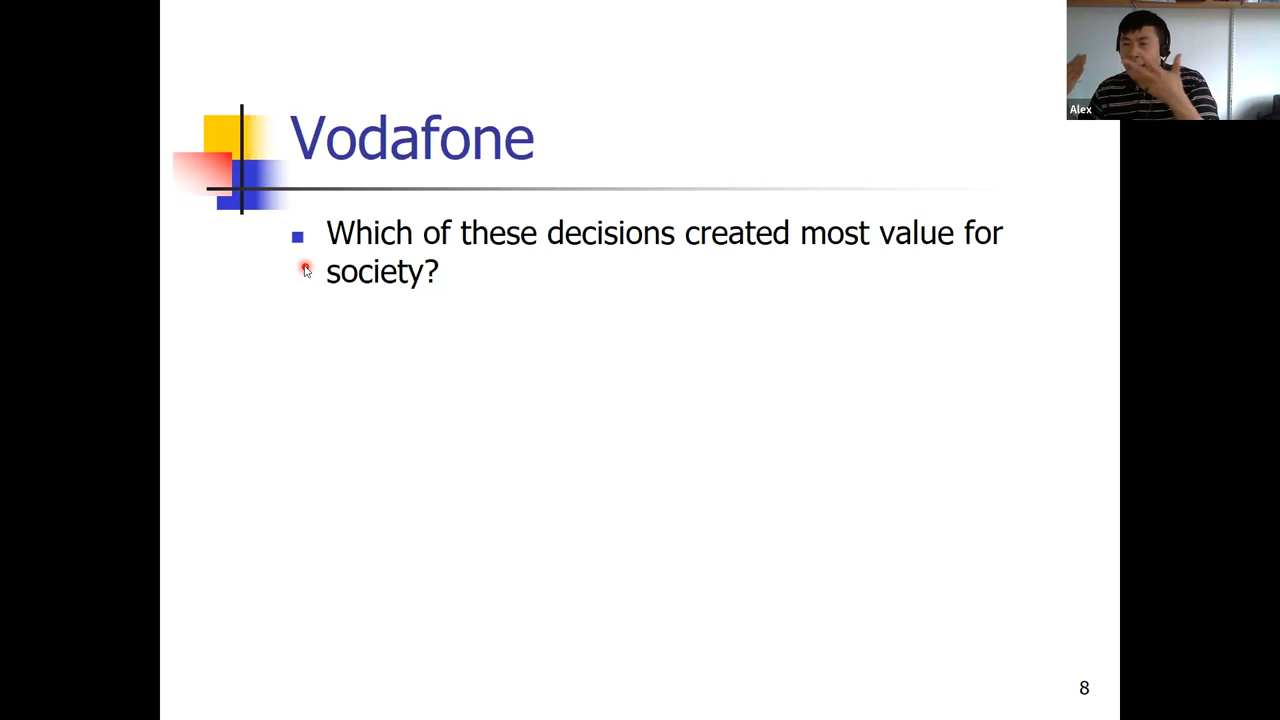 Alex
Vodafone
Which of these decisions created most value for
society?
8